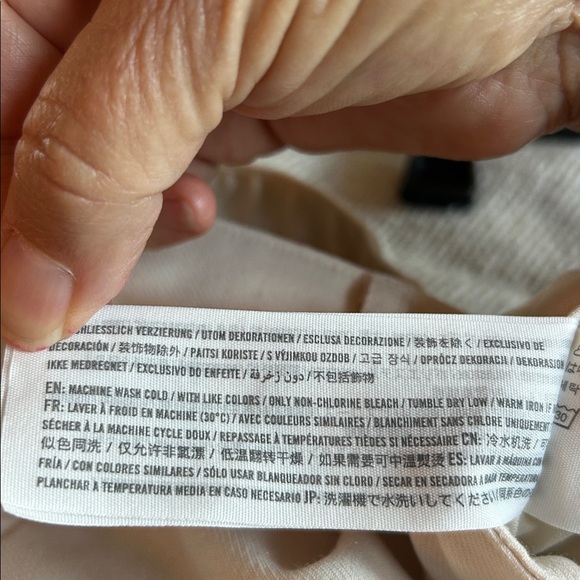 SCHLIESSLICH VERZIERUNG / UTOM DEKORATIONEN / ESCLUSA DECORAZIONE / 装飾を除く / EXCLUSIVO DE
DECORACIÓN / 装饰物除外 / PAITSI KORISTE / S VÝJIMKOU OZDOB / 고급 장식 / OPRÓCZ DEKORACJI / DEKORASJON
IKKE MEDREGNET / EXCLUSIVO DO ENFEITE / دون زخرفة / 不包括飾物
EN: MACHINE WASH COLD / WITH LIKE COLORS / ONLY NON-CHLORINE BLEACH / TUMBLE DRY LOW / WARM IRON IF
FR: LAVER À FROID EN MACHINE (30°C) / AVEC COULEURS SIMILAIRES / BLANCHIMENT SANS CHLORE UNIQUEMENT
SÉCHER À LA MACHINE CYCLE DOUX / REPASSAGE À TEMPÉRATURES TIÈDES SI NÉCESSAIRE CN: 冷水机洗 / 可
似色同洗 / 仅允许非氯漂 / 低温翻转干燥 / 如果需要可中温熨烫 ES: LAVAR A MÁQUINA CON
FRÍA / CON COLORES SIMILARES / SÓLO USAR BLANQUEADOR SIN CLORO / SECAR EN SECADORA A BAJA TEMPERATURA
PLANCHAR A TEMPERATURA MEDIA EN CASO NECESARIO JP: 洗濯機で水洗いしてください/同系色の
30